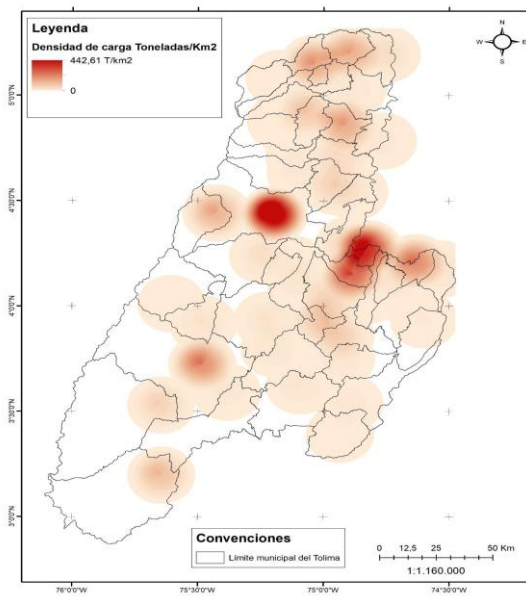 Leyenda
Densidad de carga Toneladas/Km2
442,61 T/km2
0
N
W E
S
5°0'0"N
4°30'0"N
4°0'0"N
3°30'0"N
3°0'0"N
Convenciones
Límite municipal del Tolima
0 12,5 25 50 Km
1:1.160.000
76°0'0"W 75°30'0"W 75°0'0"W 74°30'0"W